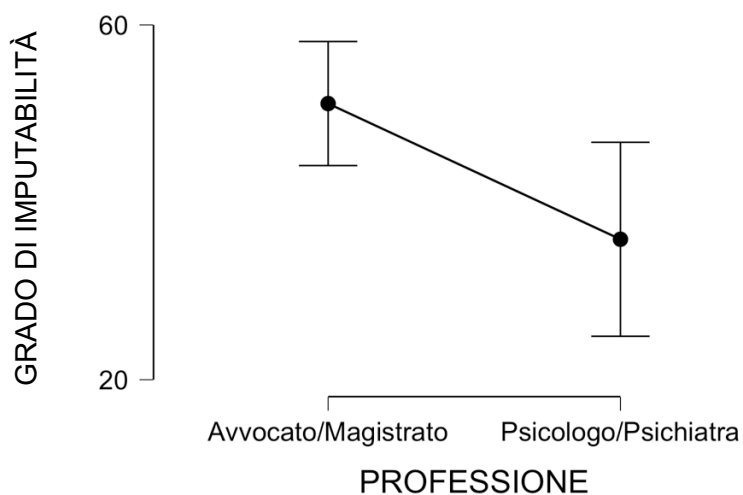 60
GRADO DI IMPUTABILITÀ
20
Avvocato/Magistrato Psicologo/Psichiatra
PROFESSIONE